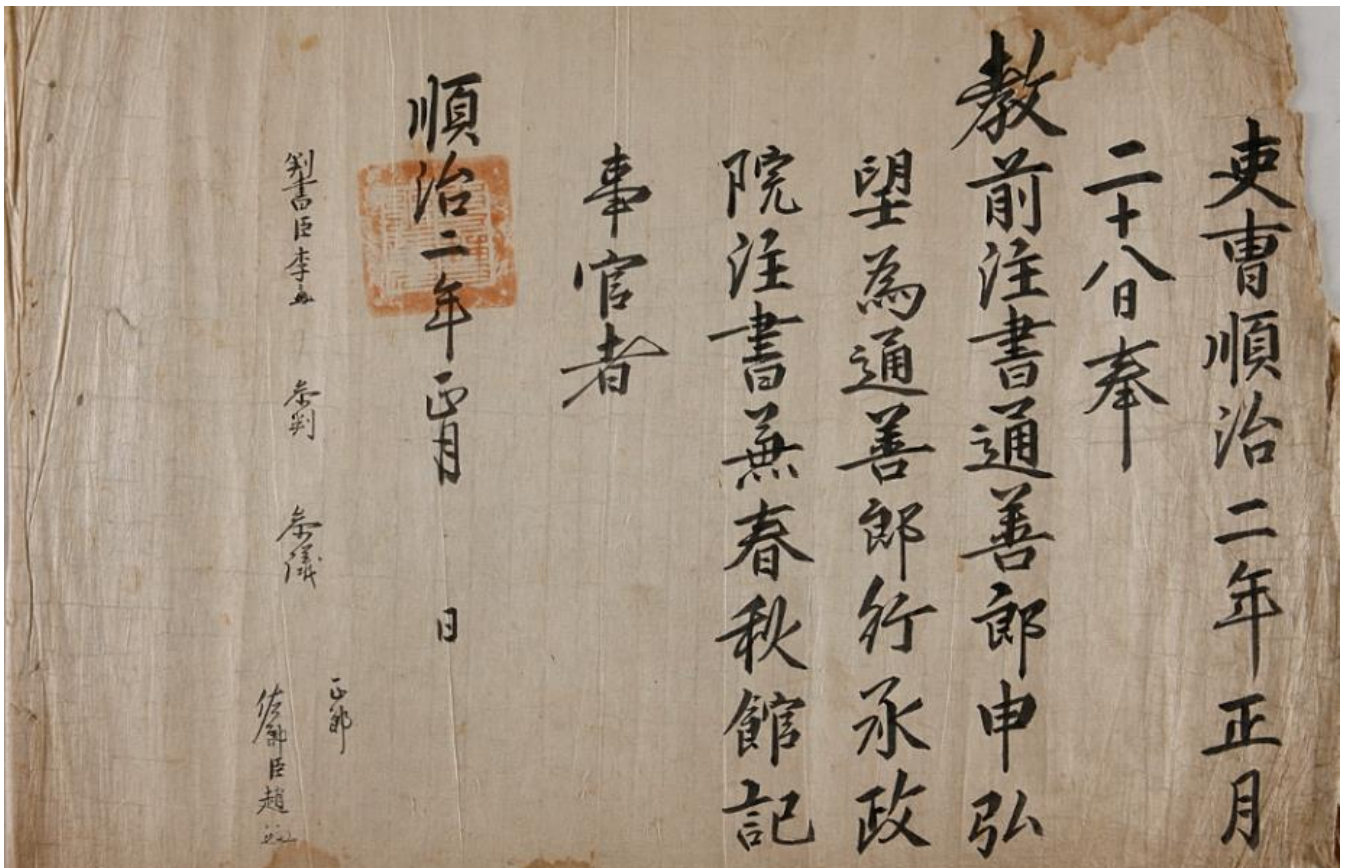 吏曹順治二年正月
二十八日奉
教前注書通善郎申弘
望為通善郎行承政
院注書兼春秋館記
事官者
順治二年正月 日
判書臣李
參判
參議
正郎
佐郎臣趙